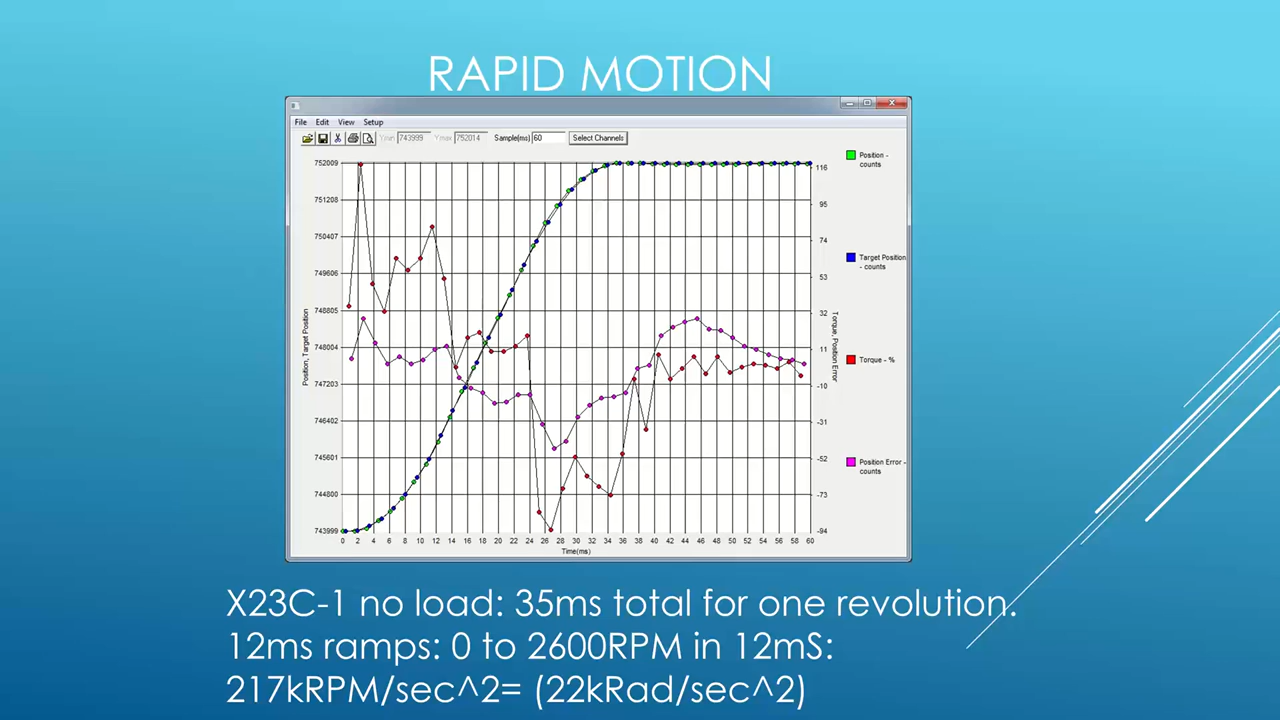 RAPID MOTION
File Edit View Setup
Ymin 743999 Ymax 752014 Sample(ms) 60 Select Channels
752009
751208
750407
749606
748805
748004
747203
746402
745601
744800
743999
Position, Target Position
116
95
74
53
32
11
-10
-31
-52
-73
-94
Torque, Position Error
0 2 4 6 8 10 12 14 16 18 20 22 24 26 28 30 32 34 36 38 40 42 44 46 48 50 52 54 56 58 60
Time(ms)
Position -
counts
Target Position
- counts
Torque - %
Position Error -
counts
X23C-1 no load: 35ms total for one revolution.
12ms ramps: 0 to 2600RPM in 12mS:
217kRPM/sec^2= (22kRad/sec^2)